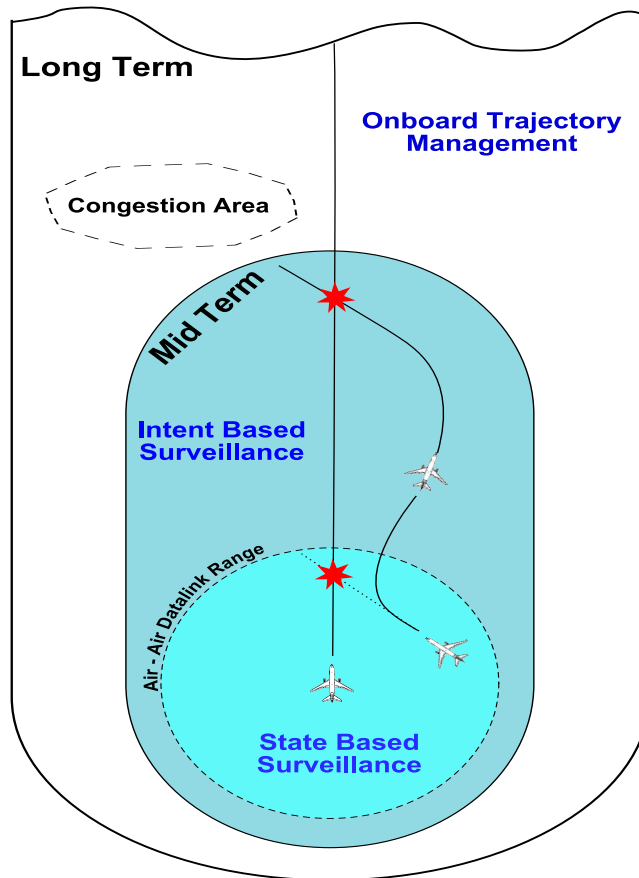 Long Term
Onboard Trajectory
Management
Congestion Area
Mid Term
Intent Based
Surveillance
Air - Air Datalink Range
State Based
Surveillance